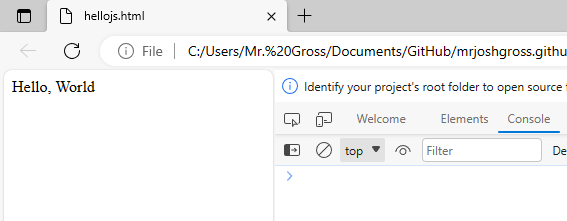 hellojs.html
File C:/Users/Mr.%20Gross/Documents/GitHub/mrjoshgross.githu
Hello, World
Identify your project's root folder to open source
Welcome Elements Console
top Filter De